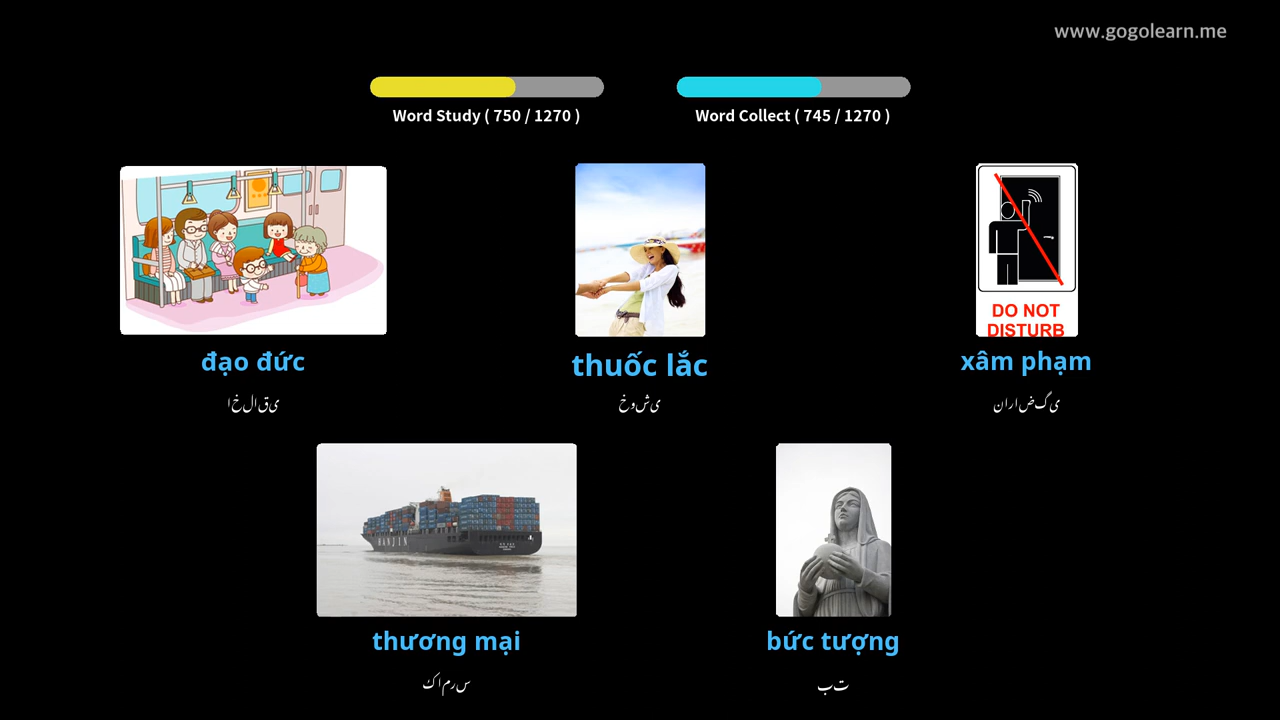 www.gogolearn.me
Word Study ( 750 / 1270 )
Word Collect ( 745 / 1270 )
DO NOT
DISTURB
đạo đức
thuốc lắc
xâm phạm
اخلاقی
خوشی
ناراضگی
HANJIN
thương mại
bức tượng
کامرس
بت